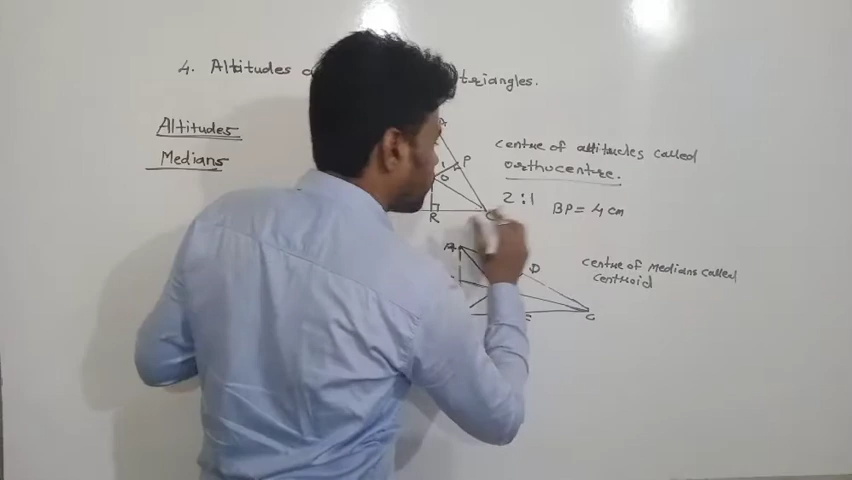 4. Altitudes triangles.
Altitudes
Medians
A
P
1
O
R
C
centre of altitudes called
orthocentre.
2:1
BP = 4 cm
A
D
centre of Medians called
centroid
E
C